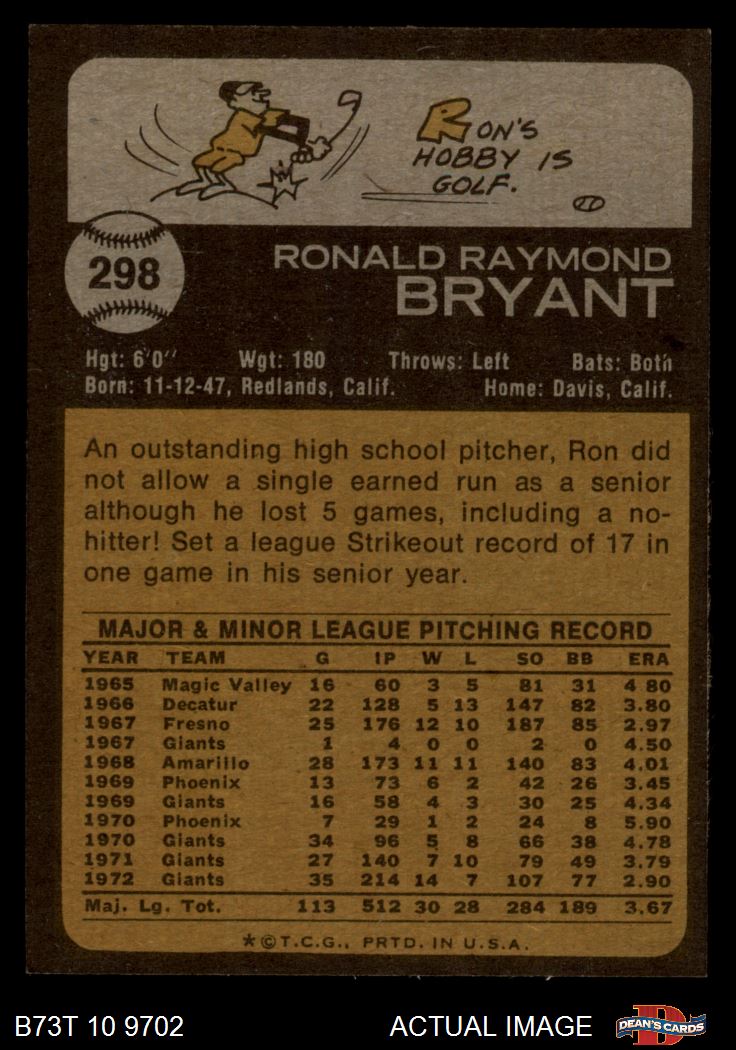 RON'S
HOBBY IS
GOLF.
298
RONALD RAYMOND
BRYANT
Hgt: 6'0" Wgt: 180 Throws: Left Bats: Both
Born: 11-12-47, Redlands, Calif. Home: Davis, Calif.
An outstanding high school pitcher, Ron did
not allow a single earned run as a senior
although he lost 5 games, including a no-
hitter! Set a league Strikeout record of 17 in
one game in his senior year.
MAJOR & MINOR LEAGUE PITCHING RECORD
YEAR TEAM G IP W L SO BB ERA
1965 Magic Valley 16 60 3 5 81 31 4 80
1966 Decatur 22 128 5 13 147 82 3.80
1967 Fresno 25 176 12 10 187 85 2.97
1967 Giants 1 4 0 0 2 0 4.50
1968 Amarillo 28 173 11 11 140 83 4.01
1969 Phoenix 13 73 6 2 42 26 3.45
1969 Giants 16 58 4 3 30 25 4.34
1970 Phoenix 7 29 1 2 24 8 5.90
1970 Giants 34 96 5 8 66 38 4.78
1971 Giants 27 140 7 10 79 49 3.79
1972 Giants 35 214 14 7 107 77 2.90
Maj. Lg. Tot. 113 512 30 28 284 189 3.67
*©T.C.G., PRTD. IN U.S.A.
B73T 10 9702 ACTUAL IMAGE D DEAN'S CARDS